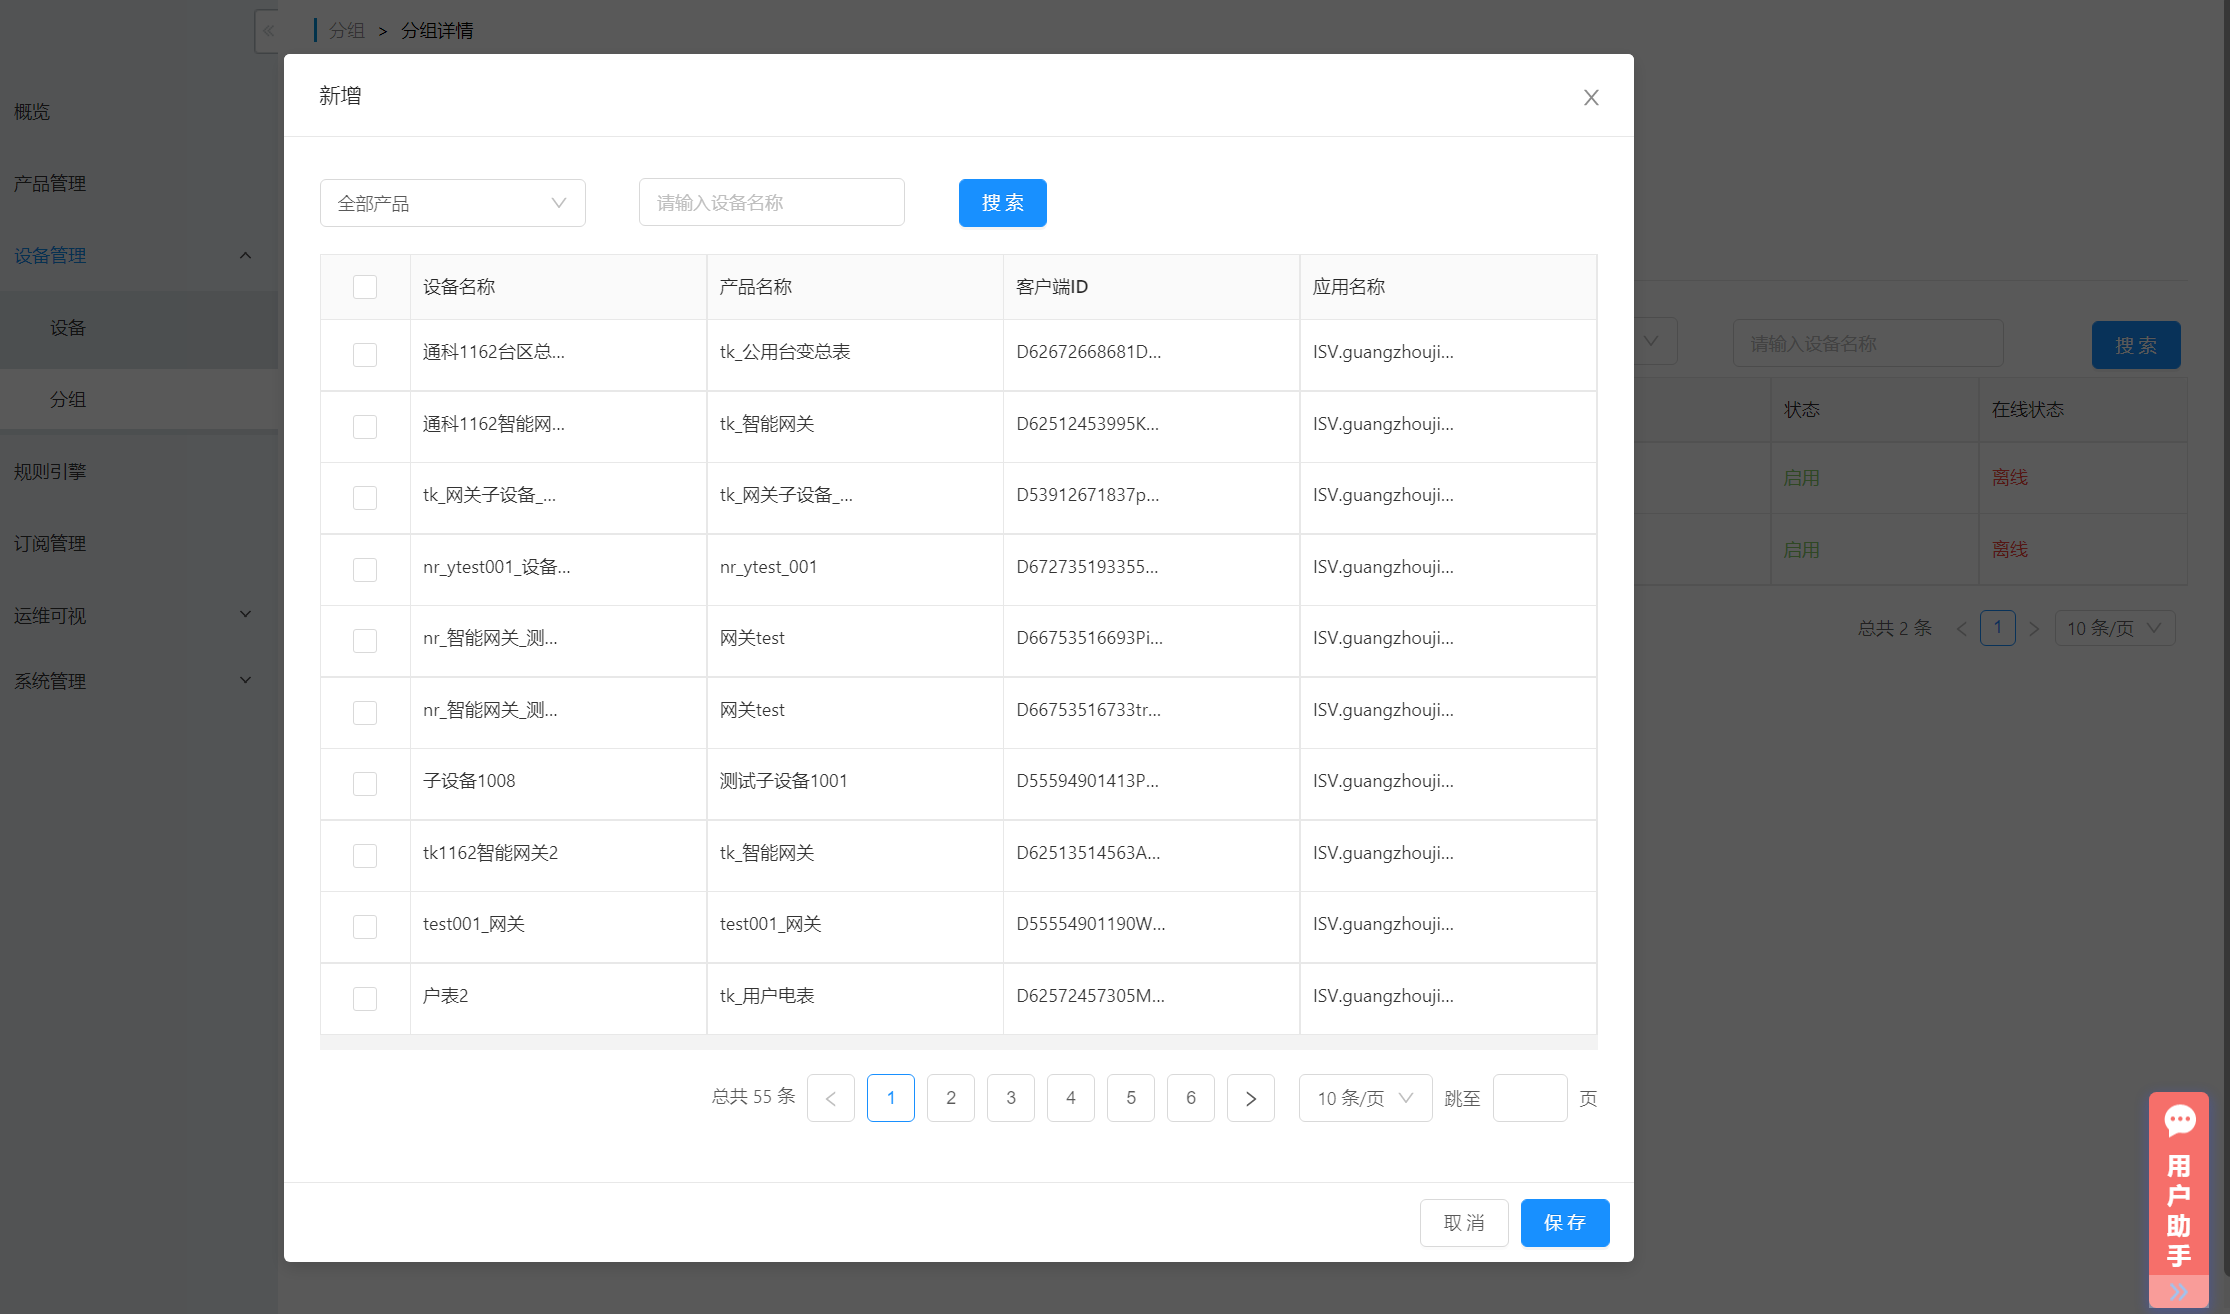 分组 > 分组详情
概览
产品管理
设备管理
设备
分组
规则引擎
订阅管理
运维可视
系统管理
新增
全部产品 请输入设备名称 搜 索
设备名称 产品名称 客户端ID 应用名称
通科1162台区总... tk_公用台变总表 D62672668681D... ISV.guangzhouji...
通科1162智能网... tk_智能网关 D62512453995K... ISV.guangzhouji...
tk_网关子设备_... tk_网关子设备_... D53912671837p... ISV.guangzhouji...
nr_ytest001_设备... nr_ytest_001 D672735193355... ISV.guangzhouji...
nr_智能网关_测... 网关test D66753516693Pi... ISV.guangzhouji...
nr_智能网关_测... 网关test D66753516733tr... ISV.guangzhouji...
子设备1008 测试子设备1001 D55594901413P... ISV.guangzhouji...
tk1162智能网关2 tk_智能网关 D62513514563A... ISV.guangzhouji...
test001_网关 test001_网关 D55554901190W... ISV.guangzhouji...
户表2 tk_用户电表 D62572457305M... ISV.guangzhouji...
总共 55 条 < 1 2 3 4 5 6 > 10 条/页 跳至 页
取 消 保 存
请输入设备名称 搜 索
状态 在线状态
启用 离线
启用 离线
总共 2 条 < 1 > 10 条/页
用户助手